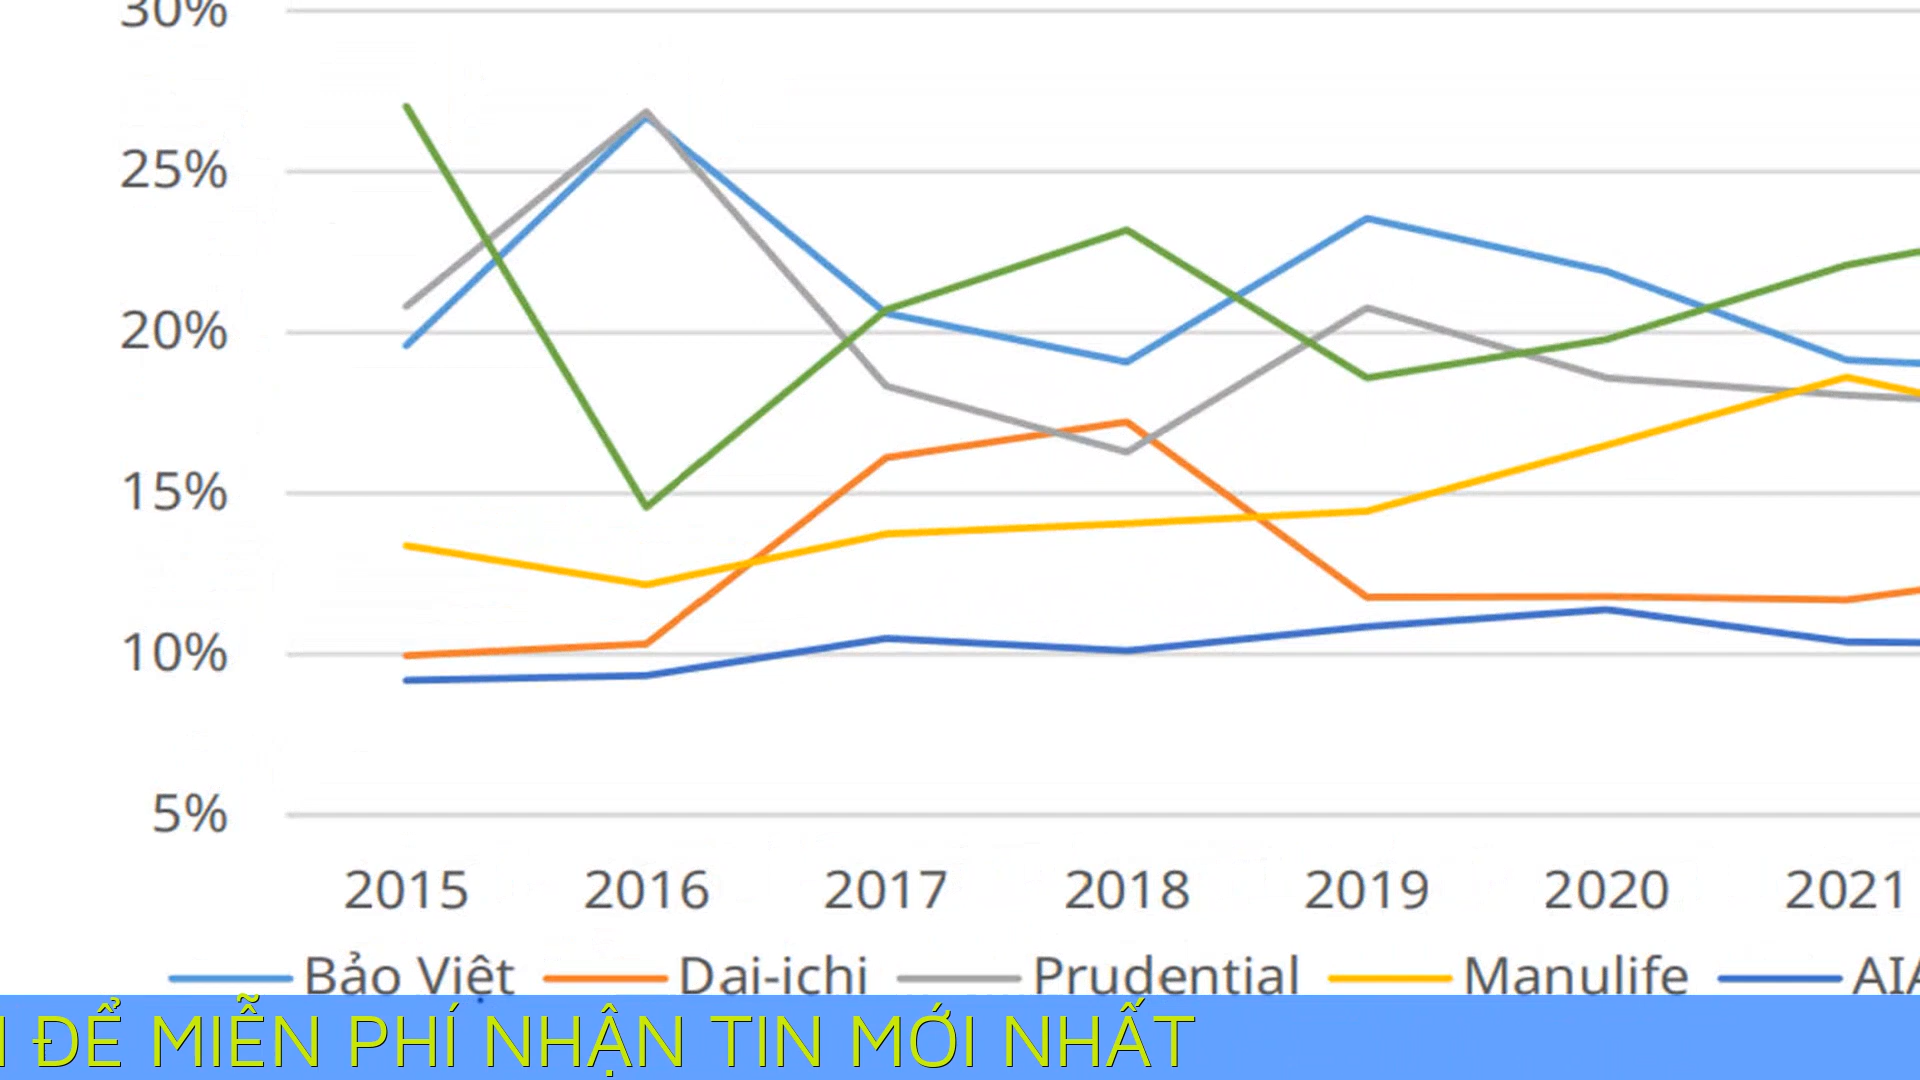 30%
25%
20%
15%
10%
5%
2015 2016 2017 2018 2019 2020 2021
Bảo Việt Dai-ichi Prudential Manulife AIA
ĐỂ MIỄN PHÍ NHẬN TIN MỚI NHẤT